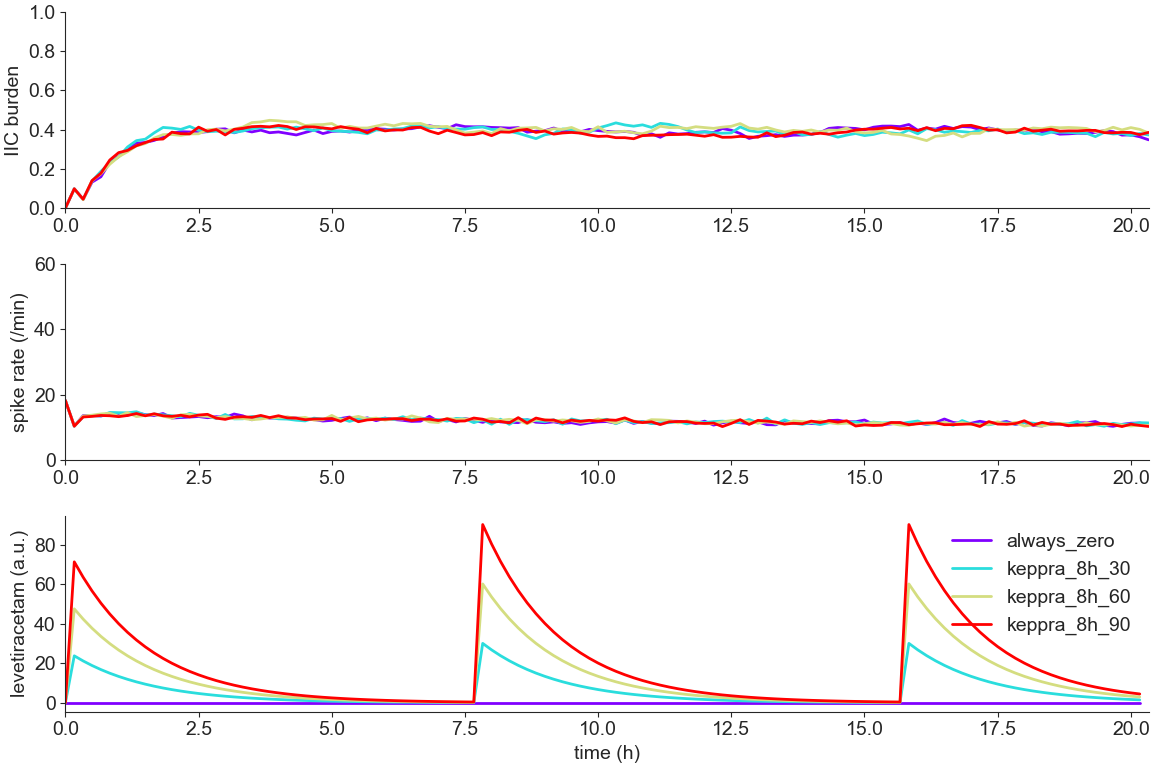 IIC burden
1.0
0.8
0.6
0.4
0.2
0.0
0.0 2.5 5.0 7.5 10.0 12.5 15.0 17.5 20.0
spike rate (/min)
60
40
20
0
0.0 2.5 5.0 7.5 10.0 12.5 15.0 17.5 20.0
levetiracetam (a.u.)
80
60
40
20
0
always_zero
keppra_8h_30
keppra_8h_60
keppra_8h_90
0.0 2.5 5.0 7.5 10.0 12.5 15.0 17.5 20.0
time (h)